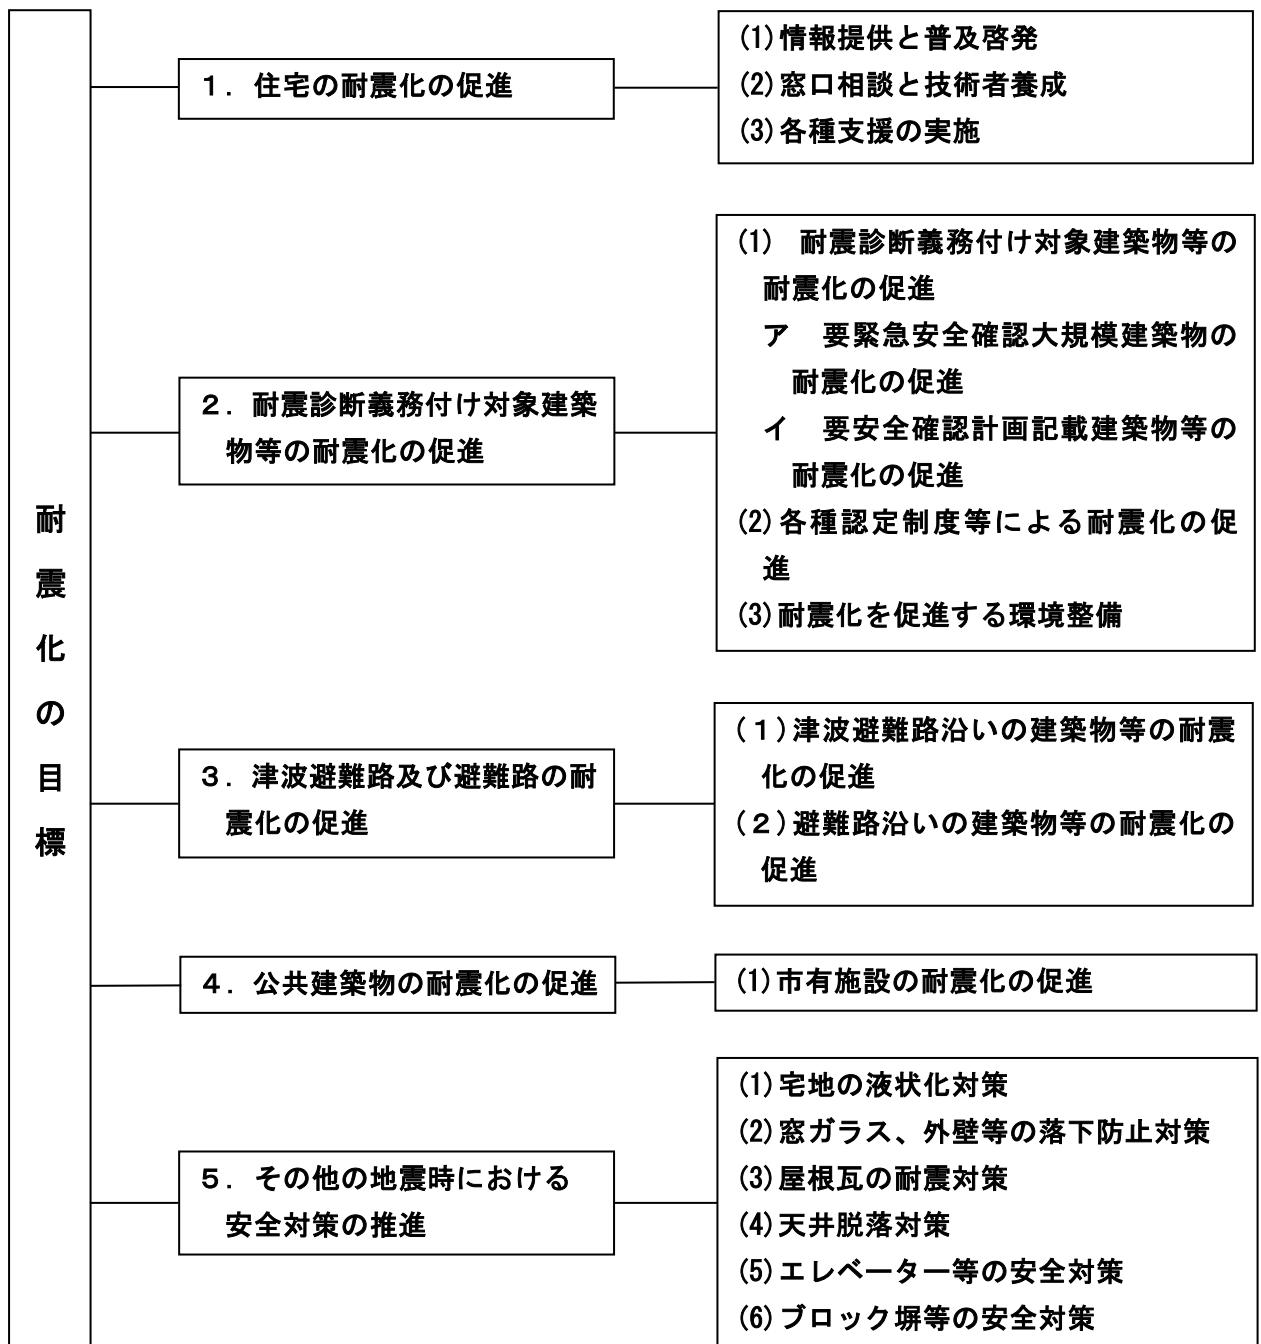 耐震化の目標
１．住宅の耐震化の促進
(1)情報提供と普及啓発
(2)窓口相談と技術者養成
(3)各種支援の実施
２．耐震診断義務付け対象建築
物等の耐震化の促進
(1)　耐震診断義務付け対象建築物等の
耐震化の促進
ア　要緊急安全確認大規模建築物の
耐震化の促進
イ　要安全確認計画記載建築物等の
耐震化の促進
(2)各種認定制度等による耐震化の促
進
(3)耐震化を促進する環境整備
３．津波避難路及び避難路の耐
震化の促進
(１)津波避難路沿いの建築物等の耐震
化の促進
(２)避難路沿いの建築物等の耐震化の
促進
４．公共建築物の耐震化の促進
(1)市有施設の耐震化の促進
５．その他の地震時における
安全対策の推進
(1)宅地の液状化対策
(2)窓ガラス、外壁等の落下防止対策
(3)屋根瓦の耐震対策
(4)天井脱落対策
(5)エレベーター等の安全対策
(6)ブロック塀等の安全対策